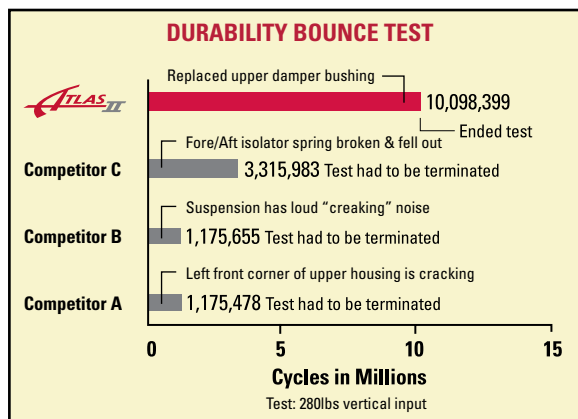 DURABILITY BOUNCE TEST
Replaced upper damper bushing
ATLAS II
10,098,399
Ended test
Fore/Aft isolator spring broken & fell out
Competitor C
3,315,983 Test had to be terminated
Suspension has loud “creaking” noise
Competitor B
1,175,655 Test had to be terminated
Left front corner of upper housing is cracking
Competitor A
1,175,478 Test had to be terminated
0 5 10 15
Cycles in Millions
Test: 280lbs vertical input